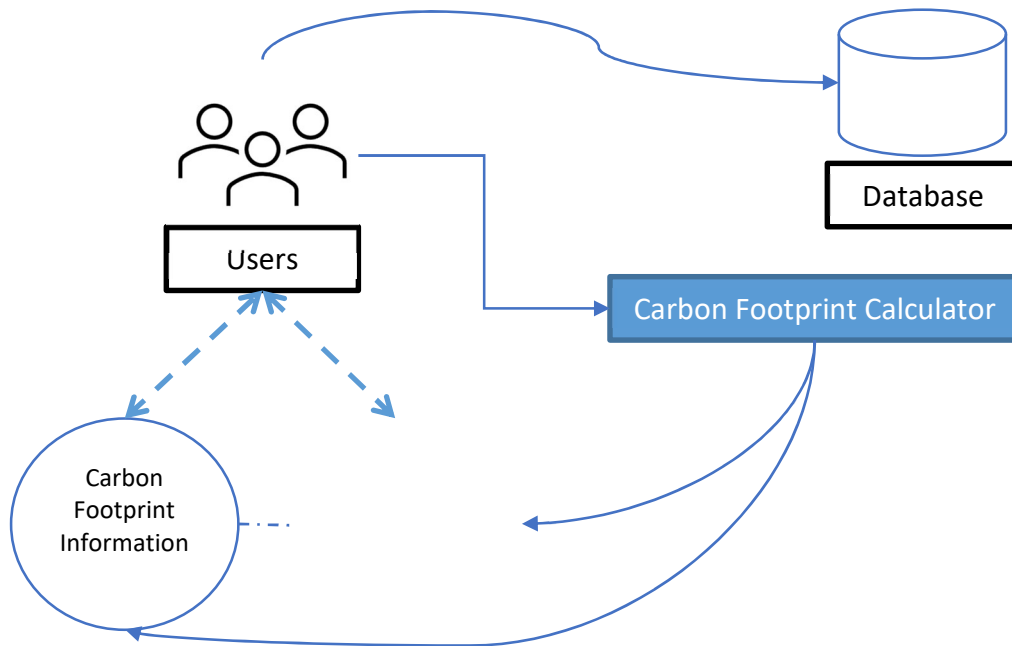 Database
Users
Carbon Footprint Calculator
Carbon
Footprint
Information